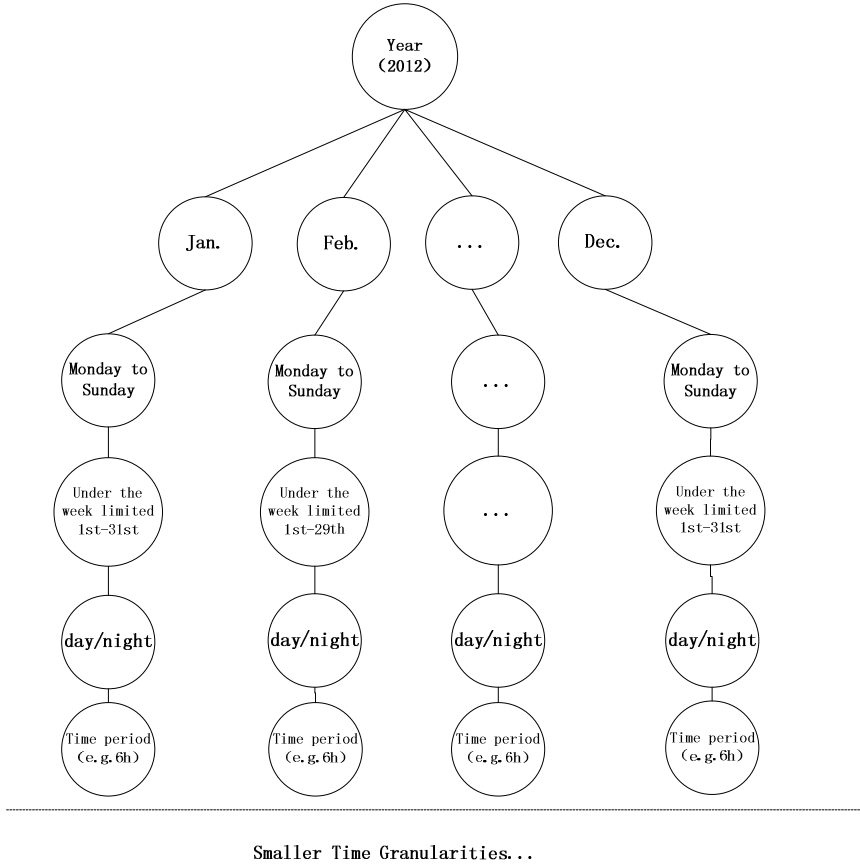 Year
(2012)
Jan.
Feb.
...
Dec.
Monday to
Sunday
Monday to
Sunday
...
Monday to
Sunday
Under the
week limited
1st-31st
Under the
week limited
1st-29th
...
Under the
week limited
1st-31st
day/night
day/night
day/night
day/night
Time period
(e.g.6h)
Time period
(e.g.6h)
Time period
(e.g.6h)
Time period
(e.g.6h)
Smaller Time Granularities...